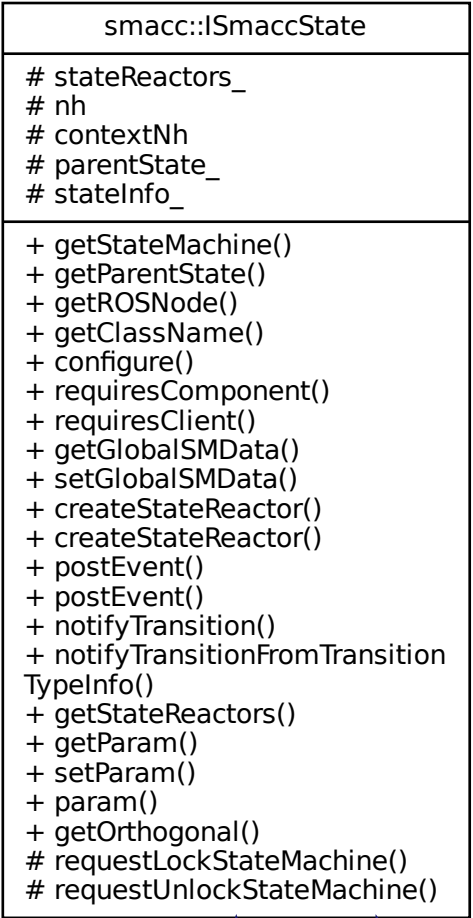 smacc::ISmaccState
# stateReactors_
# nh
# contextNh
# parentState_
# stateInfo_
+ getStateMachine()
+ getParentState()
+ getROSNode()
+ getClassName()
+ configure()
+ requiresComponent()
+ requiresClient()
+ getGlobalSMData()
+ setGlobalSMData()
+ createStateReactor()
+ createStateReactor()
+ postEvent()
+ postEvent()
+ notifyTransition()
+ notifyTransitionFromTransition
TypeInfo()
+ getStateReactors()
+ getParam()
+ setParam()
+ param()
+ getOrthogonal()
# requestLockStateMachine()
# requestUnlockStateMachine()